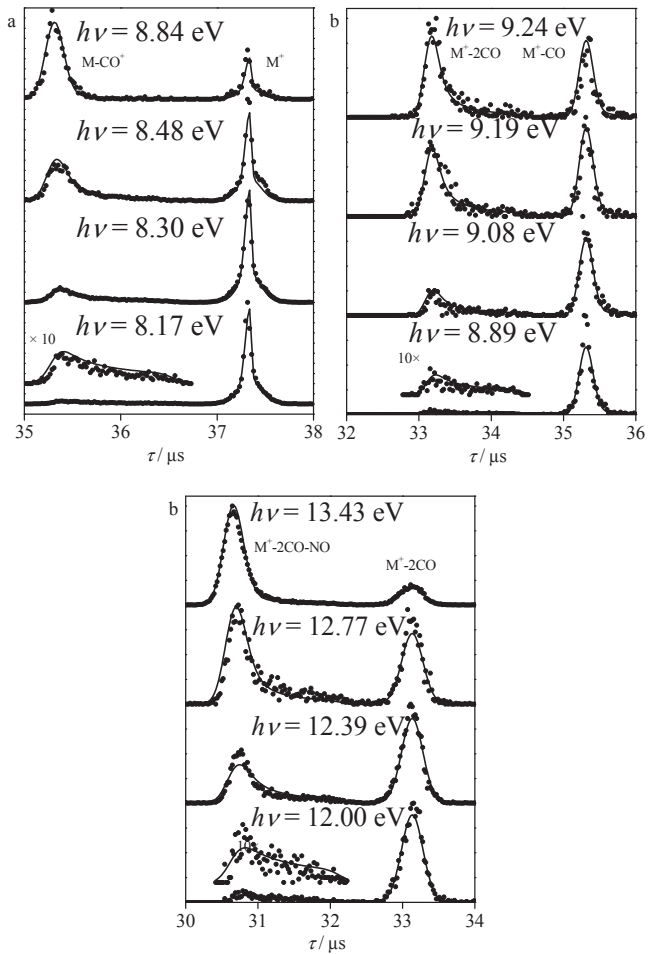 a
hν = 8.84 eV
M-CO⁺
M⁺
hν = 8.48 eV
hν = 8.30 eV
hν = 8.17 eV
× 10
35 36 37 38
τ / μs
b
hν = 9.24 eV
M⁺-2CO M⁺-CO
hν = 9.19 eV
hν = 9.08 eV
hν = 8.89 eV
10×
32 33 34 35 36
τ / μs
b
hν = 13.43 eV
M⁺-2CO-NO
M⁺-2CO
hν = 12.77 eV
hν = 12.39 eV
hν = 12.00 eV
30 31 32 33 34
τ / μs